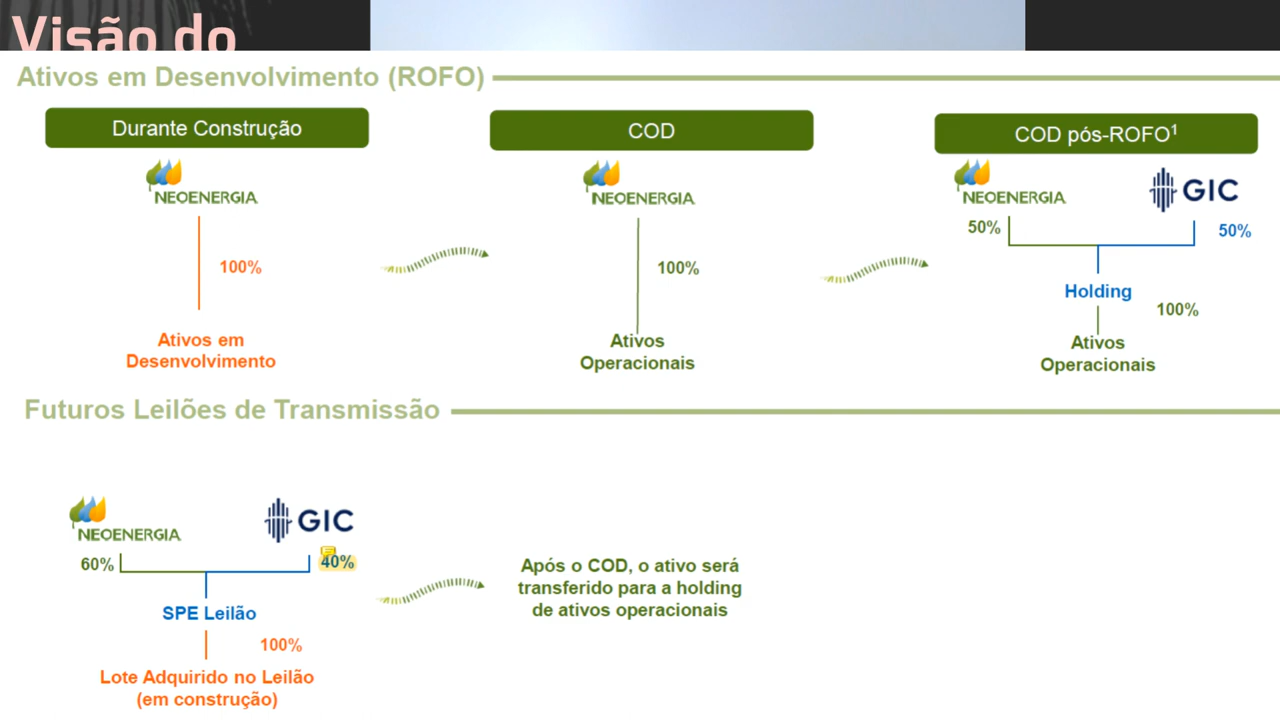 Visão do
Ativos em Desenvolvimento (ROFO)
Durante Construção
NEOENERGIA
100%
Ativos em
Desenvolvimento
COD
NEOENERGIA
100%
Ativos
Operacionais
COD pós-ROFO¹
NEOENERGIA
GIC
50%
50%
Holding
100%
Ativos
Operacionais
Futuros Leilões de Transmissão
NEOENERGIA
GIC
60%
40%
SPE Leilão
100%
Lote Adquirido no Leilão
(em construção)
Após o COD, o ativo será
transferido para a holding
de ativos operacionais